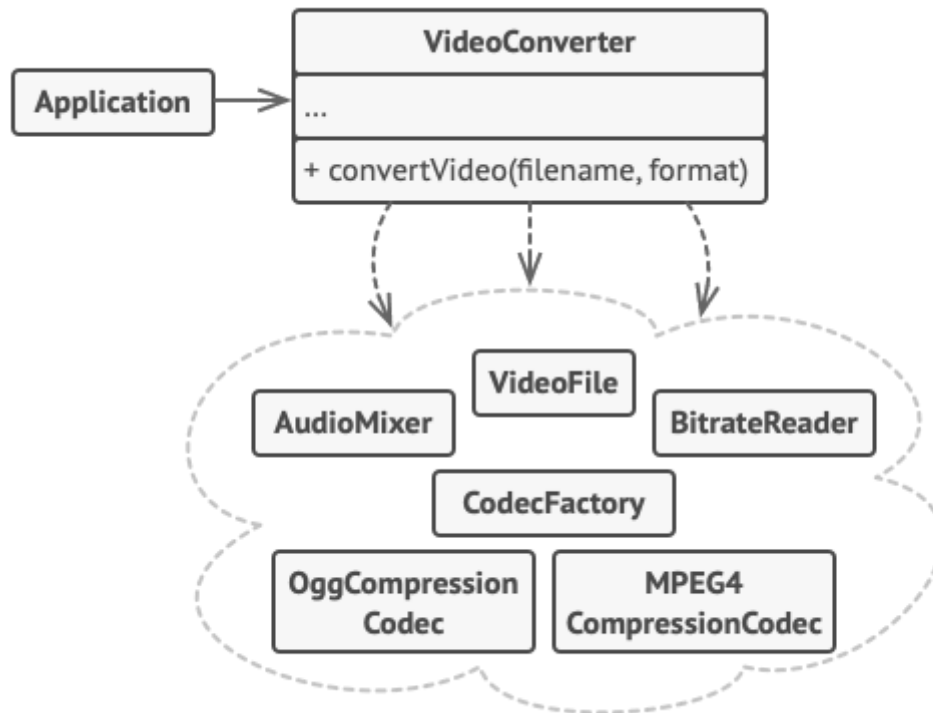 VideoConverter
Application
...
+ convertVideo(filename, format)
VideoFile
AudioMixer
BitrateReader
CodecFactory
OggCompression
Codec
MPEG4
CompressionCodec